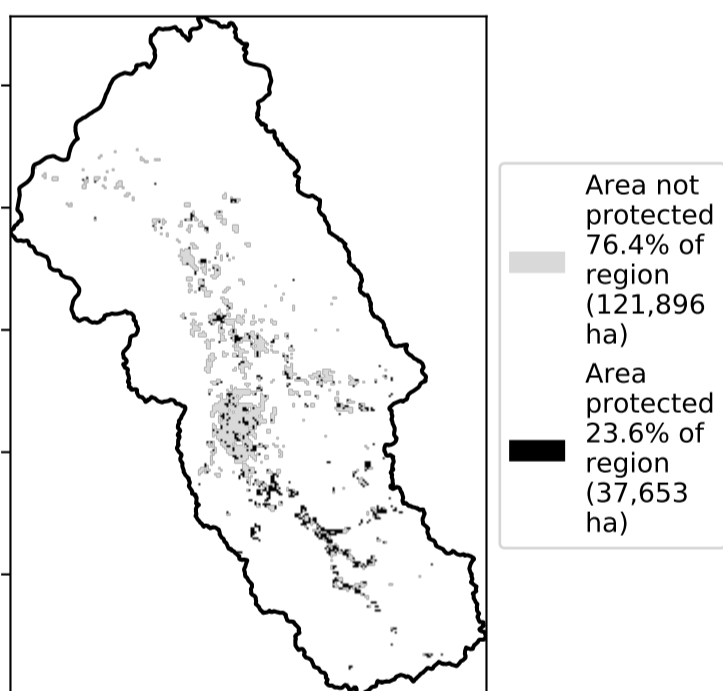 Area not
protected
76.4% of
region
(121,896
ha)
Area
protected
23.6% of
region
(37,653
ha)